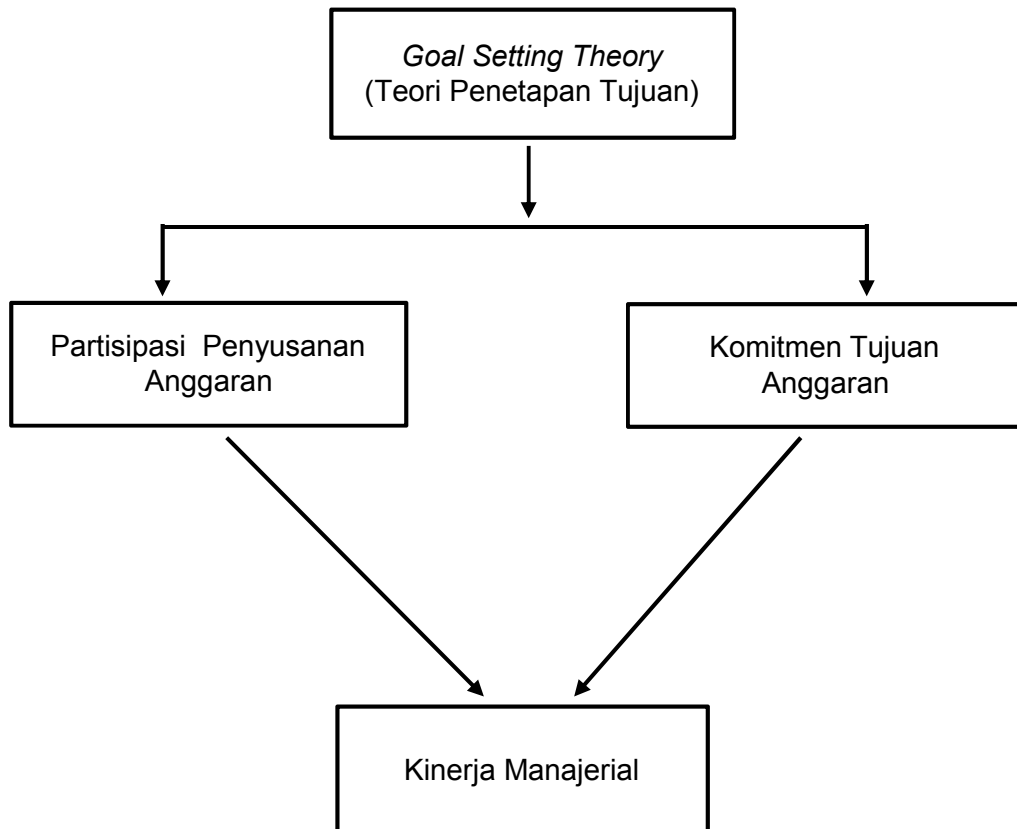 Goal Setting Theory
(Teori Penetapan Tujuan)
Partisipasi Penyusanan
Anggaran
Komitmen Tujuan
Anggaran
Kinerja Manajerial